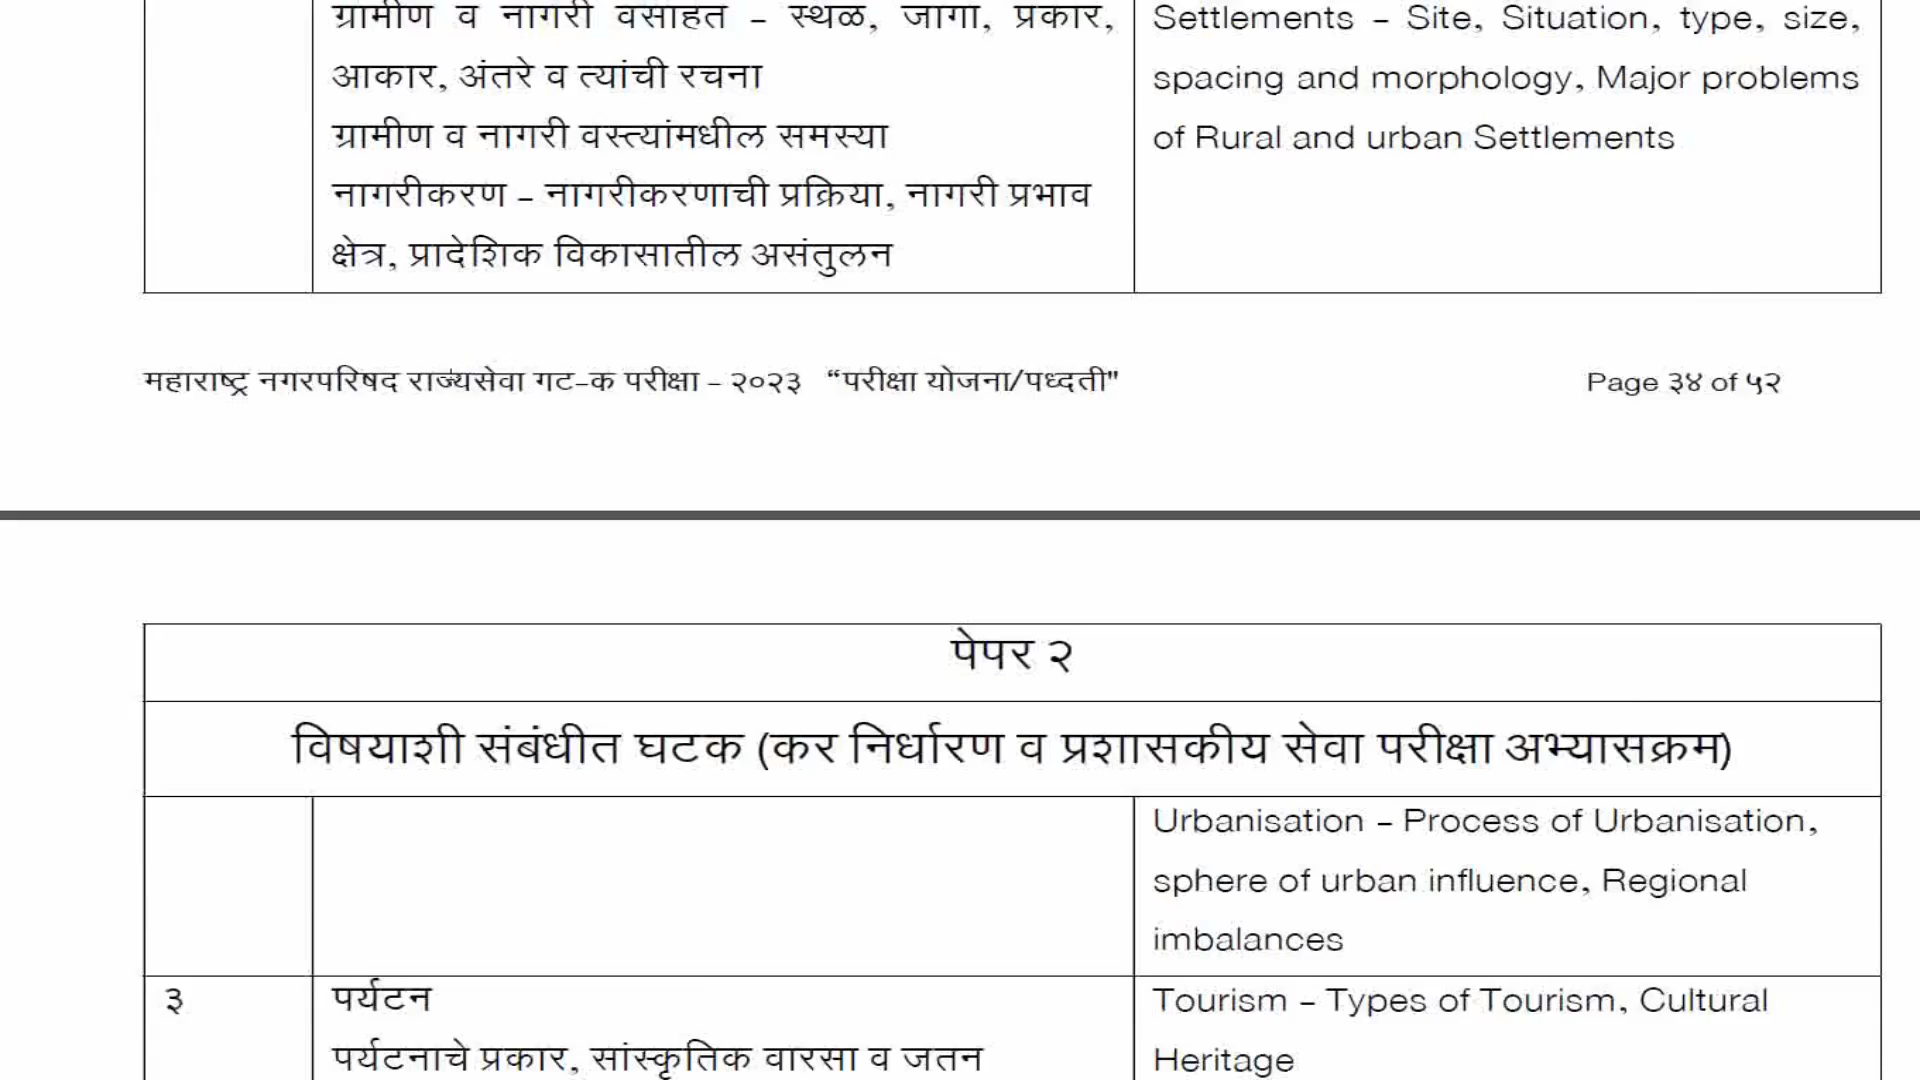 ग्रामीण व नागरी वसाहत – स्थळ, जागा, प्रकार,
आकार, अंतरे व त्यांची रचना
ग्रामीण व नागरी वस्त्यांमधील समस्या
नागरीकरण – नागरीकरणाची प्रक्रिया, नागरी प्रभाव
क्षेत्र, प्रादेशिक विकासातील असंतुलन
Settlements – Site, Situation, type, size,
spacing and morphology, Major problems
of Rural and urban Settlements
महाराष्ट्र नगरपरिषद राज्यसेवा गट-क परीक्षा – २०२३ “परीक्षा योजना/पध्दती"
Page ३४ of ५२
पेपर २
विषयाशी संबंधीत घटक (कर निर्धारण व प्रशासकीय सेवा परीक्षा अभ्यासक्रम)
Urbanisation – Process of Urbanisation,
sphere of urban influence, Regional
imbalances
३
पर्यटन
पर्यटनाचे प्रकार, सांस्कृतिक वारसा व जतन
Tourism – Types of Tourism, Cultural
Heritage